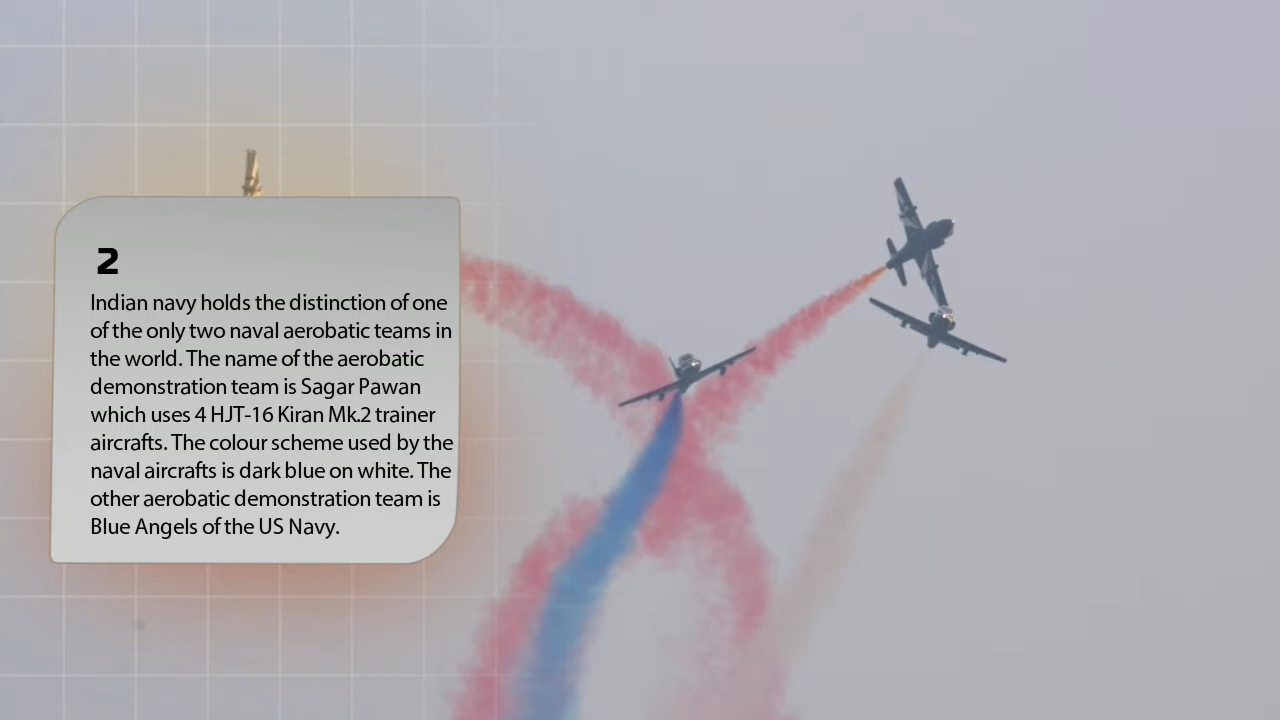 2
Indian navy holds the distinction of one
of the only two naval aerobatic teams in
the world. The name of the aerobatic
demonstration team is Sagar Pawan
which uses 4 HJT-16 Kiran Mk.2 trainer
aircrafts. The colour scheme used by the
naval aircrafts is dark blue on white. The
other aerobatic demonstration team is
Blue Angels of the US Navy.